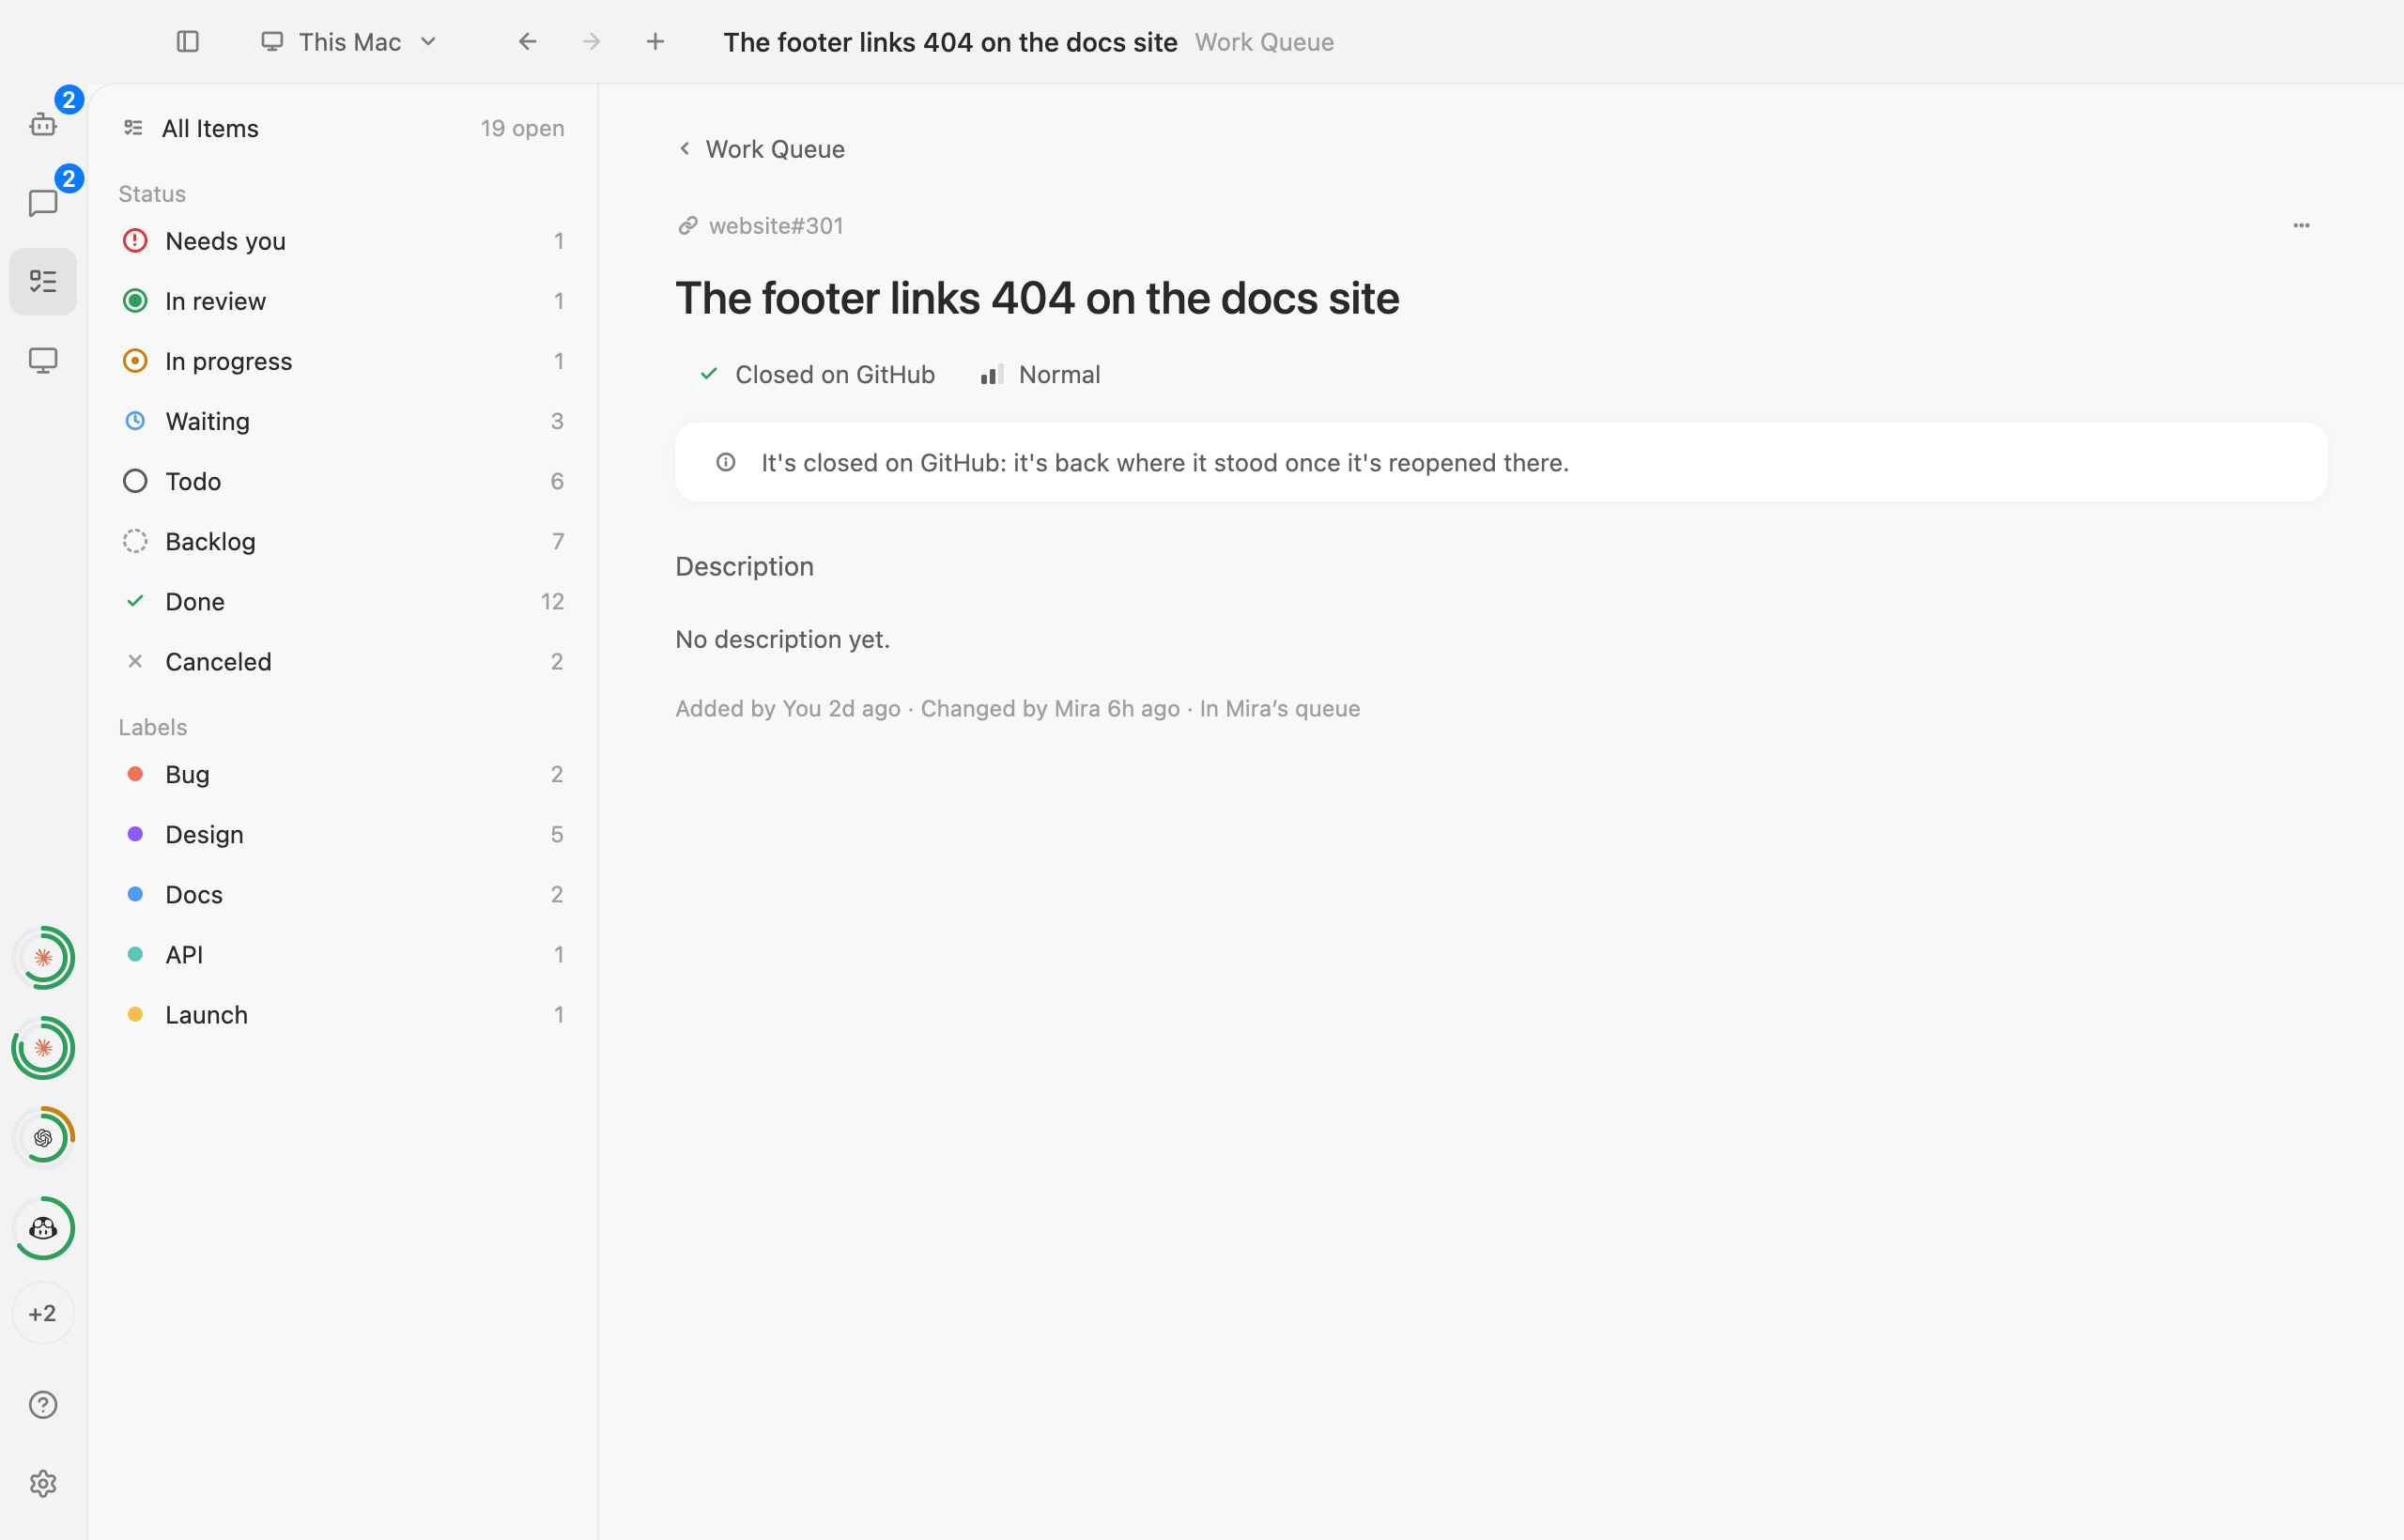 This Mac
The footer links 404 on the docs site Work Queue
2
2
All Items 19 open
Status
Needs you 1
In review 1
In progress 1
Waiting 3
Todo 6
Backlog 7
Done 12
Canceled 2
Labels
Bug 2
Design 5
Docs 2
API 1
Launch 1
+2
Work Queue
website#301
The footer links 404 on the docs site
Closed on GitHub Normal
It's closed on GitHub: it's back where it stood once it's reopened there.
Description
No description yet.
Added by You 2d ago · Changed by Mira 6h ago · In Mira’s queue